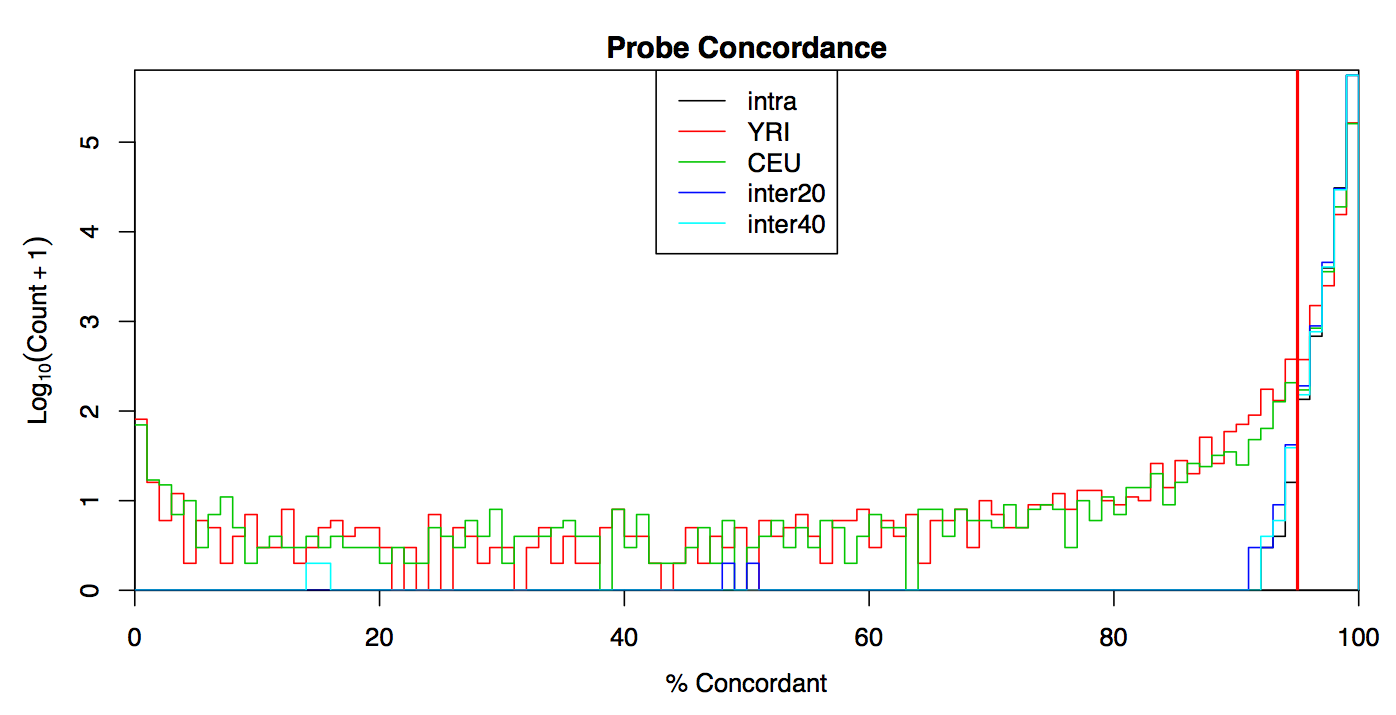 Probe Concordance
intra
YRI
CEU
inter20
inter40
Log₁₀(Count + 1)
5
4
3
2
1
0
0 20 40 60 80 100
% Concordant